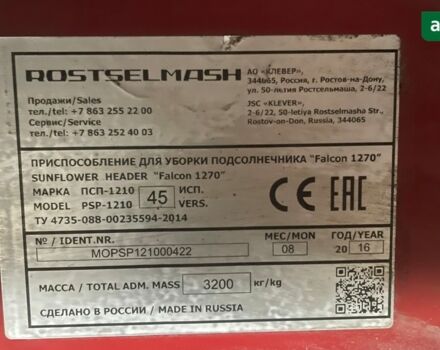 ROSTSELMASH
АО «КЛЕВЕР»
344065, Россия, г. Ростов-на-Дону,
ул. 50-летия Ростсельмаша, 2-6/22
JSC «KLEVER»
2-6/22, 50-letiya Rostselmasha Str.,
Rostov-on-Don, Russia, 344065
Продажи/Sales
тел./tel: +7 863 255 22 00
Сервис/Service
тел./tel: +7 863 252 40 03
ПРИСПОСОБЛЕНИЕ ДЛЯ УБОРКИ ПОДСОЛНЕЧНИКА "Falcon 1270"
SUNFLOWER HEADER "Falcon 1270"
МАРКА ПСП-1210 45 ИСП.
MODEL PSP-1210 VERS.
ТУ 4735-088-00235594-2014
CE EAC
№ / IDENT.NR. МЕС/MON ГОД/YEAR
MOPSP121000422 08 20 16
МАССА / TOTAL ADM. MASS 3200 кг/kg
СДЕЛАНО В РОССИИ / MADE IN RUSSIA
a